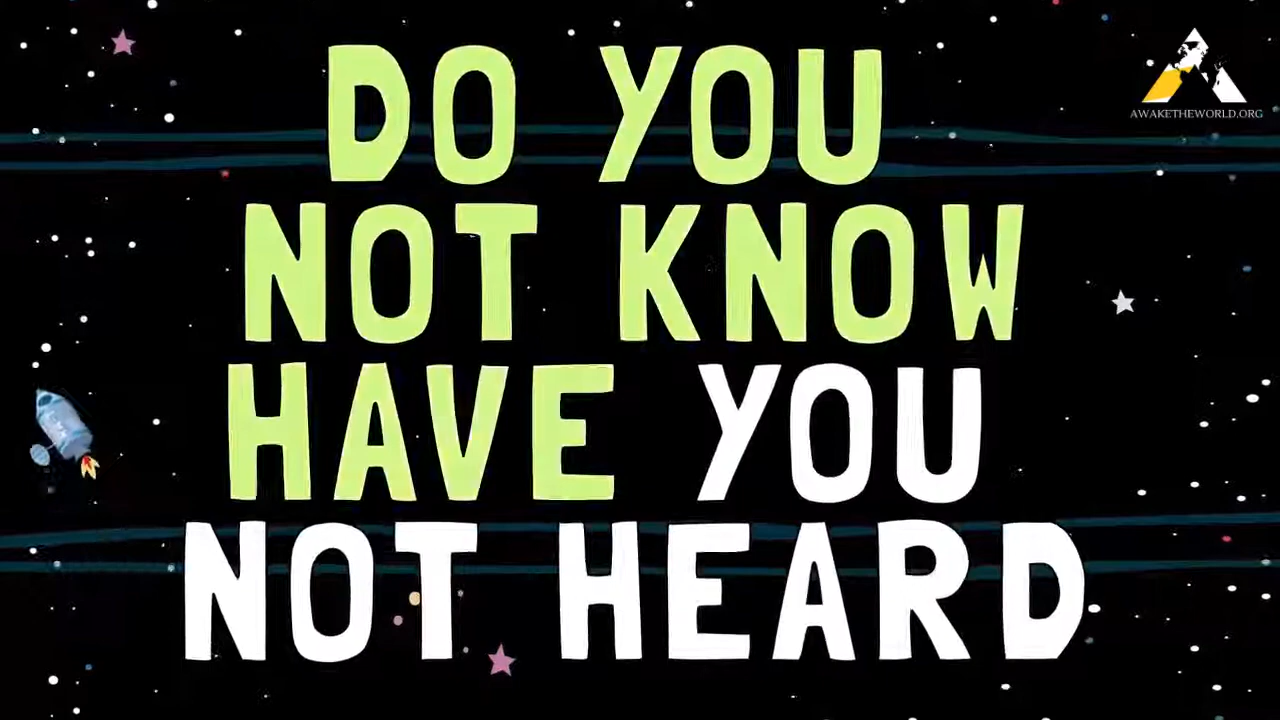 DO YOU
NOT KNOW
HAVE YOU
NOT HEARD
AWAKETHEWORLD.ORG